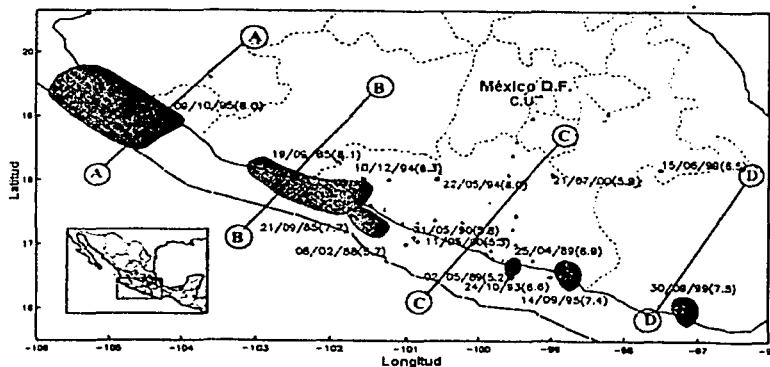 20
A
A
09/10/95(8.0)
B
México D.F.
C.U.
19
C
18
19/09/85(8.1)
10/12/94(6.3)
22/05/94(6.0)
21/07/00(5.9)
15/06/99(6.5)
D
A
21/09/85(7.7)
B
31/05/90(5.8)
17
08/02/88(5.7)
25/04/89(6.9)
02/05/89(5.2)
24/10/93(6.6)
C
14/09/95(7.4)
30/09/99(7.5)
D
16
Latitud
-106
-105
-104
-103
-102
-101
-100
-99
-98
-97
Longitud